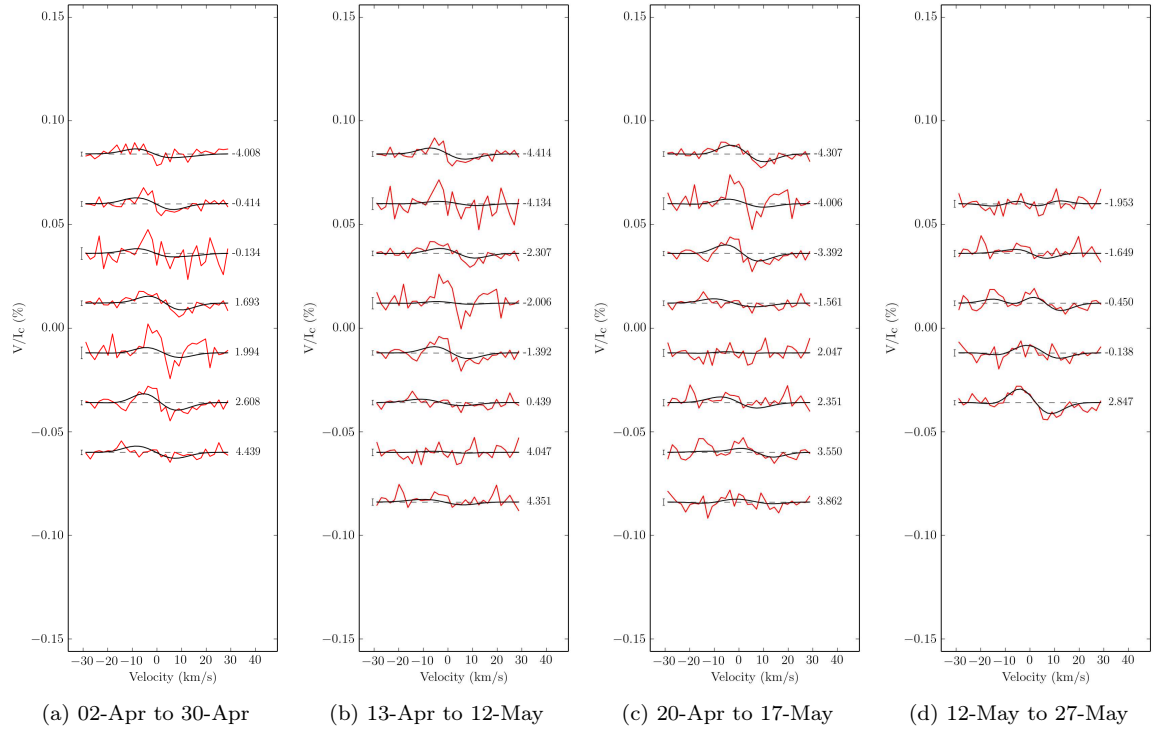 0.15 0.15 0.15 0.15
0.10 0.10 0.10 0.10
-4.008 -4.414 -4.307
0.05 0.05 0.05 0.05
-0.414 -4.134 -4.006 -1.953
-0.134 -2.307 -3.392 -1.649
V/Ic (%) V/Ic (%) V/Ic (%) V/Ic (%)
0.00 0.00 0.00 0.00
1.693 -2.006 -1.561 -0.450
1.994 -1.392 2.047 -0.138
2.608 0.439 2.351 2.847
−0.05 −0.05 −0.05 −0.05
4.439 4.047 3.550
4.351 3.862
−0.10 −0.10 −0.10 −0.10
−0.15 −0.15 −0.15 −0.15
−30 −20 −10 0 10 20 30 40 −30 −20 −10 0 10 20 30 40 −30 −20 −10 0 10 20 30 40 −30 −20 −10 0 10 20 30 40
Velocity (km/s) Velocity (km/s) Velocity (km/s) Velocity (km/s)
(a) 02-Apr to 30-Apr (b) 13-Apr to 12-May (c) 20-Apr to 17-May (d) 12-May to 27-May